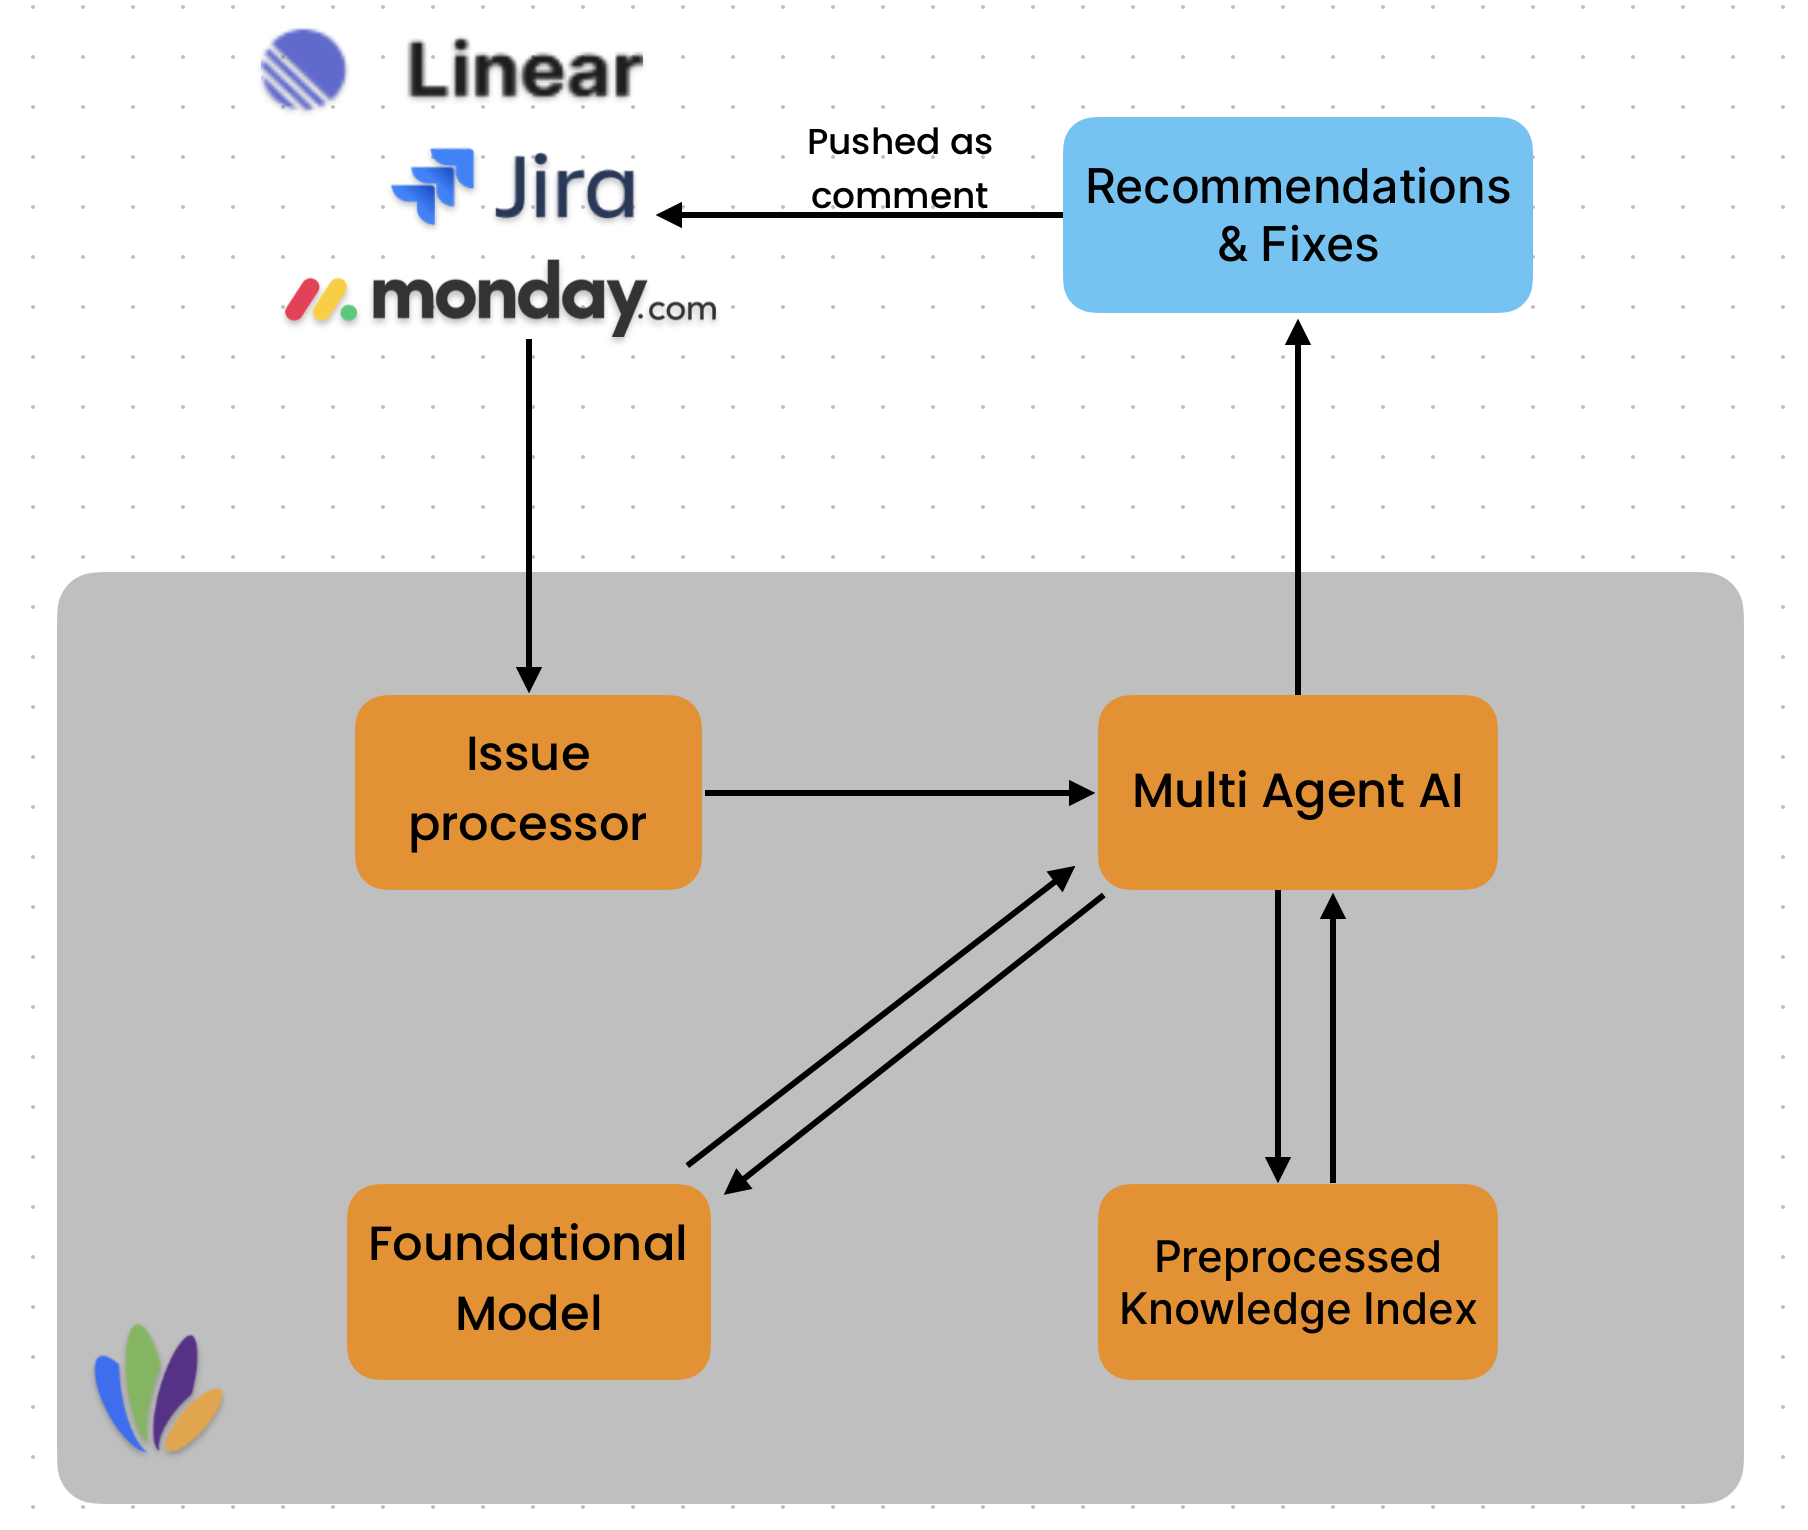 Linear
Jira
monday.com
Pushed as
comment
Recommendations
& Fixes
Issue
processor
Multi Agent AI
Foundational
Model
Preprocessed
Knowledge Index